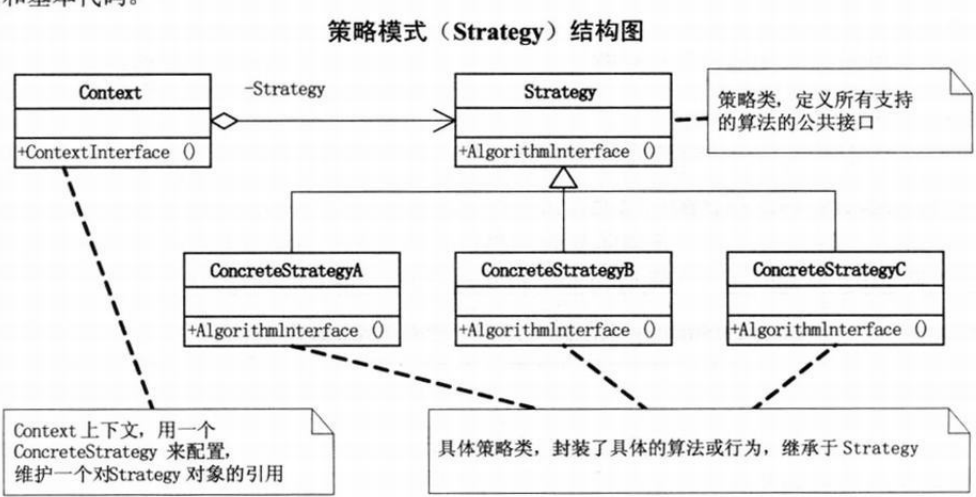 和基本代码。
策略模式（Strategy）结构图
Context
-Strategy
Strategy
+ContextInterface ()
+AlgorithmInterface ()
策略类，定义所有支持
的算法的公共接口
ConcreteStrategyA
+AlgorithmInterface ()
ConcreteStrategyB
+AlgorithmInterface ()
ConcreteStrategyC
+AlgorithmInterface ()
Context 上下文，用一个
ConcreteStrategy 来配置，
维护一个对Strategy 对象的引用
具体策略类，封装了具体的算法或行为，继承于 Strategy